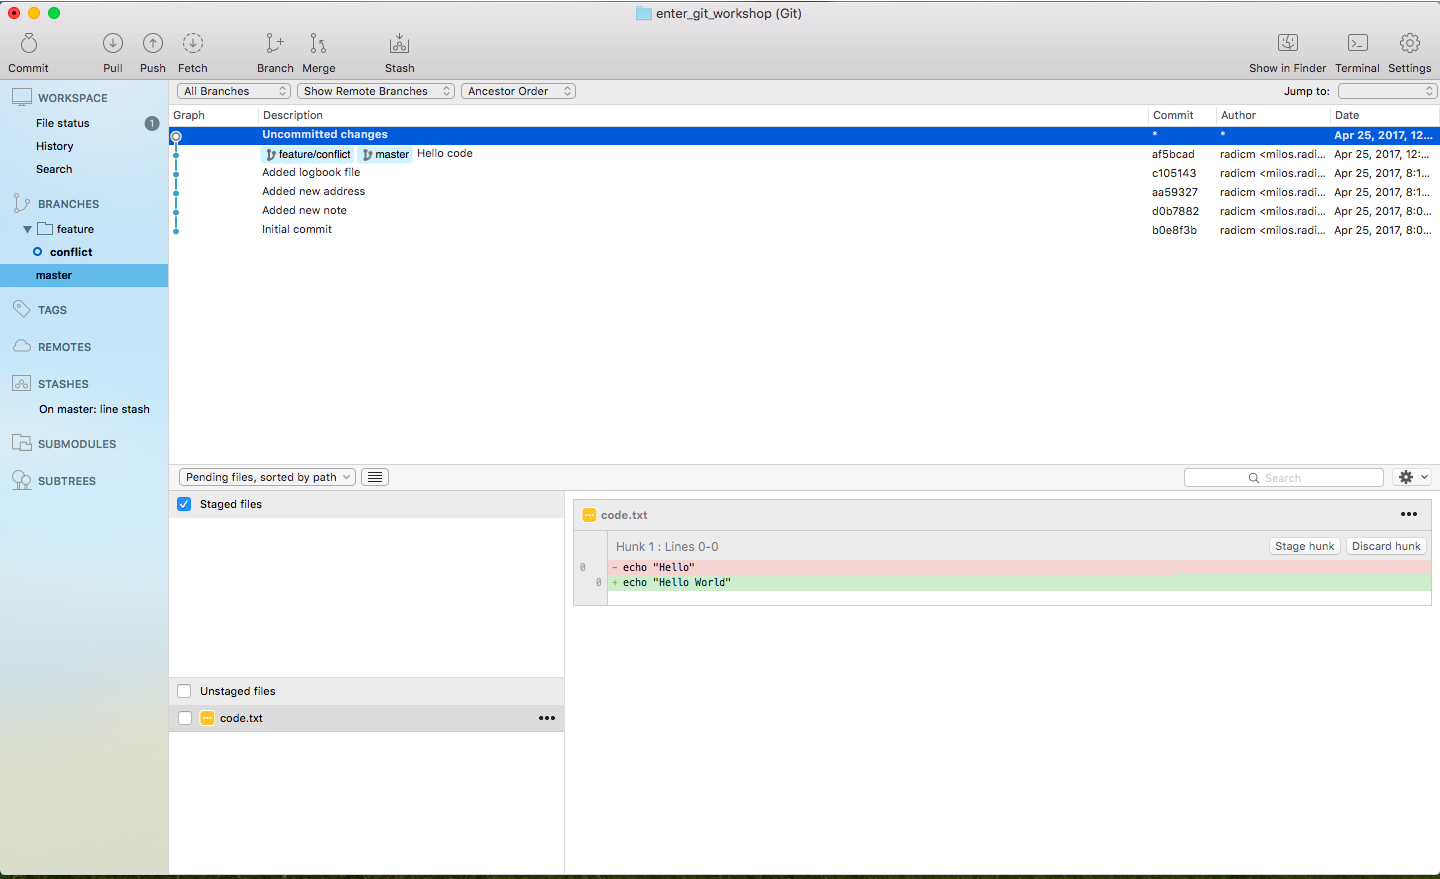 enter_git_workshop (Git)
Commit Pull Push Fetch Branch Merge Stash Show in Finder Terminal Settings
WORKSPACE
File status 1
History
Search
BRANCHES
feature
conflict
master
TAGS
REMOTES
STASHES
On master: line stash
SUBMODULES
SUBTREES
All Branches Show Remote Branches Ancestor Order Jump to:
Graph Description Commit Author Date
Uncommitted changes * * Apr 25, 2017, 12...
feature/conflict master Hello code af5bcad radicm <milos.radi... Apr 25, 2017, 12:...
Added logbook file c105143 radicm <milos.radi... Apr 25, 2017, 8:1...
Added new address aa59327 radicm <milos.radi... Apr 25, 2017, 8:1...
Added new note d0b7882 radicm <milos.radi... Apr 25, 2017, 8:0...
Initial commit b0e8f3b radicm <milos.radi... Apr 25, 2017, 8:0...
Pending files, sorted by path Search
Staged files
Unstaged files
code.txt
code.txt
Hunk 1 : Lines 0-0 Stage hunk Discard hunk
0 - echo "Hello"
0 + echo "Hello World"